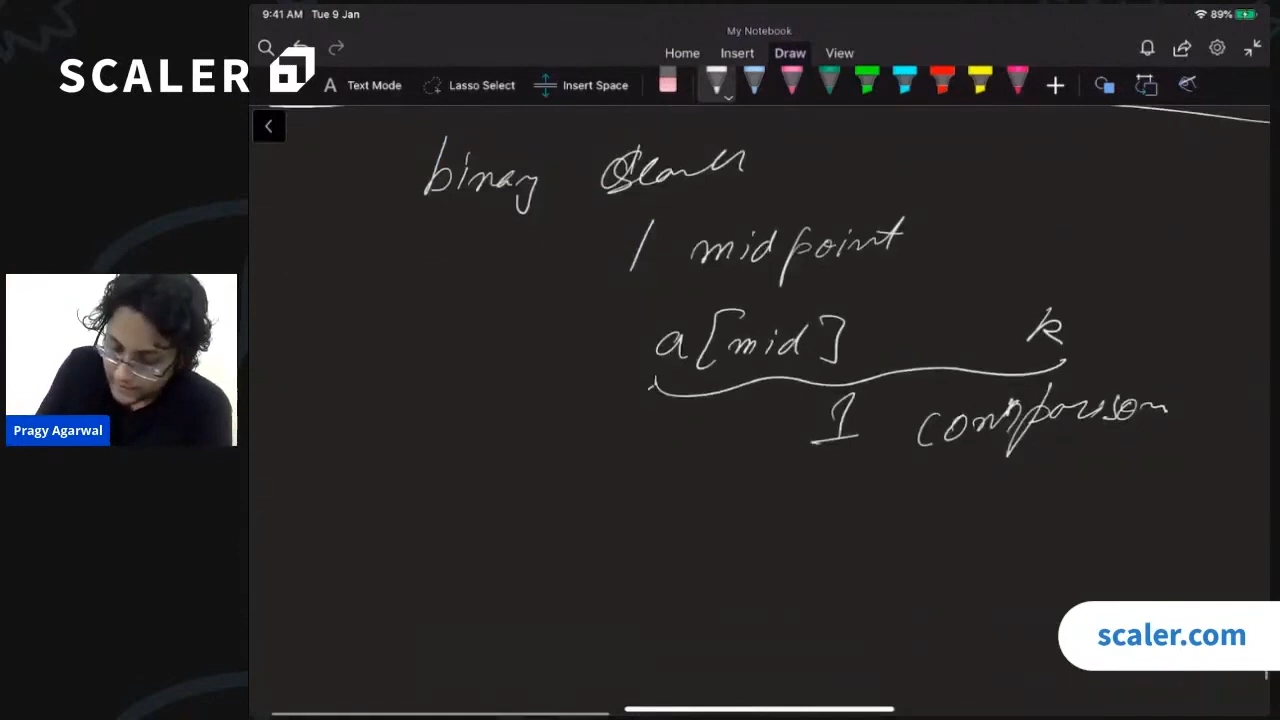 9:41 AM Tue 9 Jan
89%
My Notebook
SCALER
Home Insert Draw View
A Text Mode Lasso Select Insert Space
binary Search
1 midpoint
a[mid] k
1 comparison
Pragy Agarwal
scaler.com